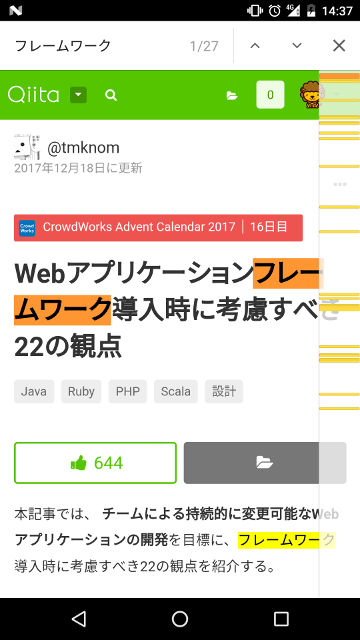 14:37
フレームワーク 1/27
Qiita 0
@tmknom
2017年12月18日に更新
Crowd Works CrowdWorks Advent Calendar 2017 | 16日目
Webアプリケーションフレー
ムワーク導入時に考慮すべき
22の観点
Java Ruby PHP Scala 設計
644
本記事では、チームによる持続的に変更可能なWeb
アプリケーションの開発を目標に、フレームワーク
導入時に考慮すべき22の観点を紹介する。